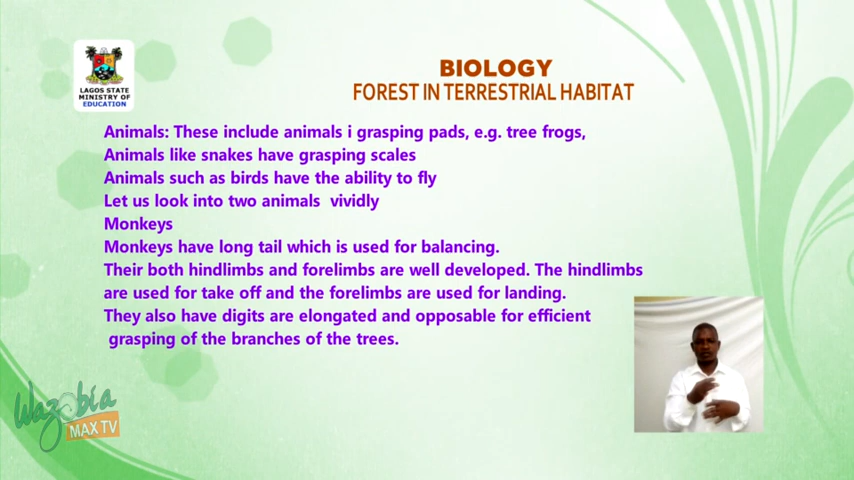 LAGOS STATE
MINISTRY OF
EDUCATION
BIOLOGY
FOREST IN TERRESTRIAL HABITAT
Animals: These include animals i grasping pads, e.g. tree frogs,
Animals like snakes have grasping scales
Animals such as birds have the ability to fly
Let us look into two animals vividly
Monkeys
Monkeys have long tail which is used for balancing.
Their both hindlimbs and forelimbs are well developed. The hindlimbs
are used for take off and the forelimbs are used for landing.
They also have digits are elongated and opposable for efficient
grasping of the branches of the trees.
Wazobia
MAX TV